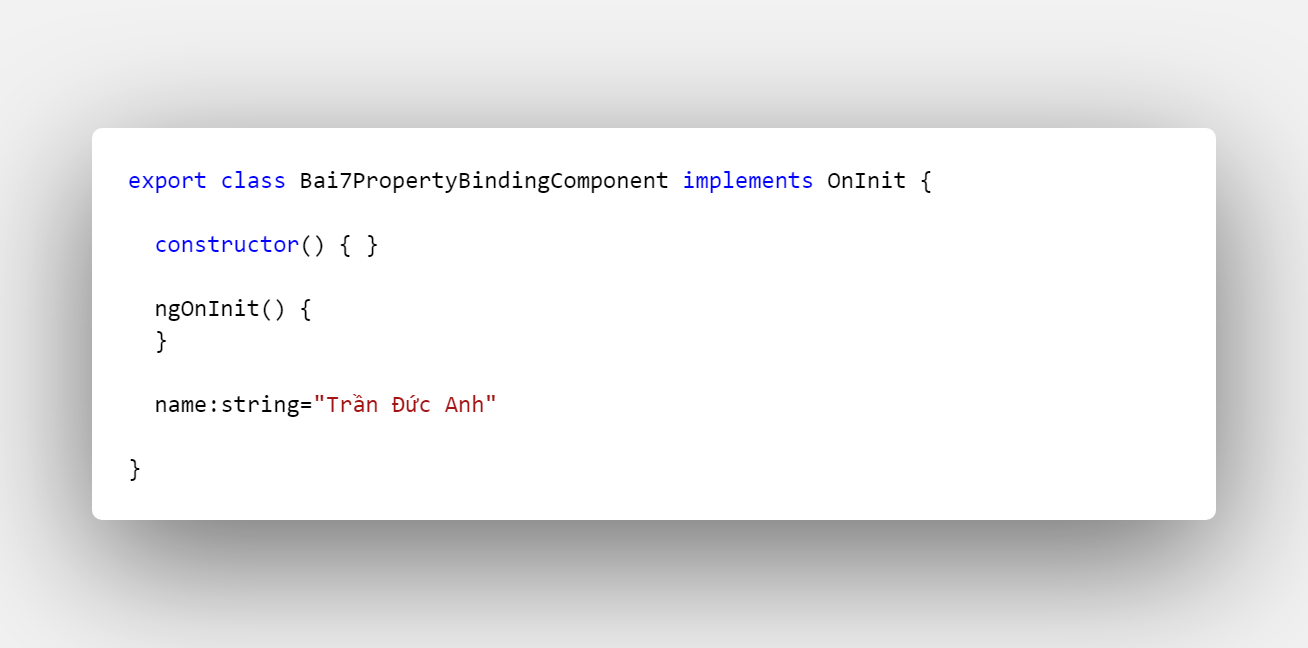 export class Bai7PropertyBindingComponent implements OnInit {
constructor() { }
ngOnInit() {
}
name:string="Trần Đức Anh"
}